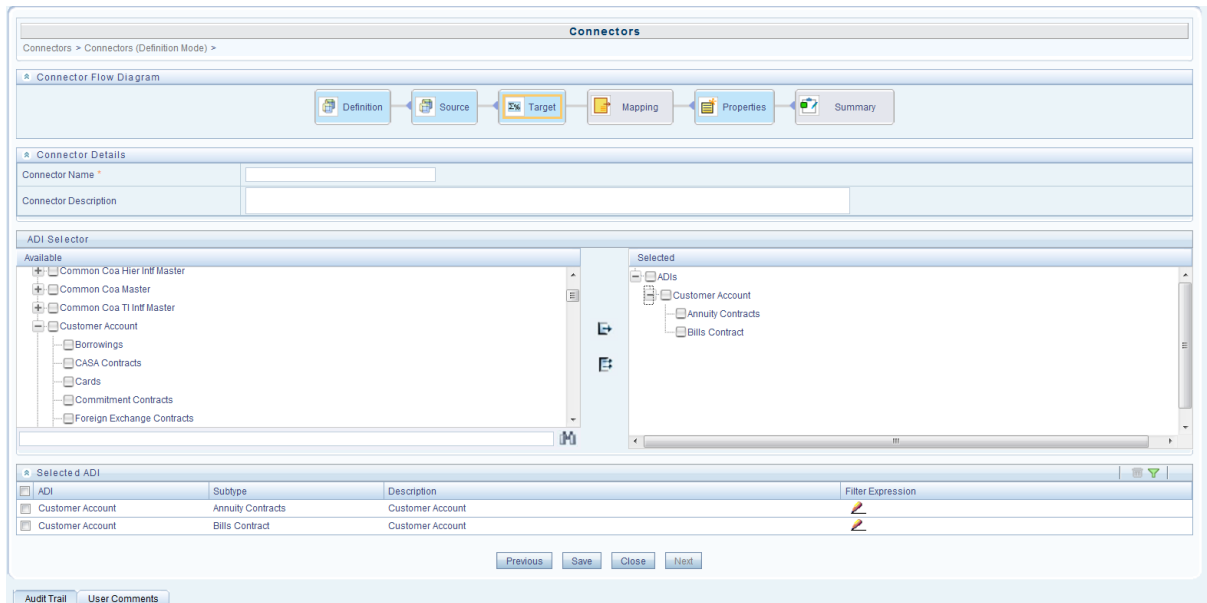 Connectors
Connectors > Connectors (Definition Mode) >
Connector Flow Diagram
Definition
Source
Σ% Target
Mapping
Properties
Summary
Connector Details
Connector Name *
Connector Description
ADI Selector
Available
Selected
Common Coa Hier Intf Master
Common Coa Master
Common Coa Tl Intf Master
Customer Account
Borrowings
CASA Contracts
Cards
Commitment Contracts
Foreign Exchange Contracts
ADIs
Customer Account
Annuity Contracts
Bills Contract
Selected ADI
ADI Subtype Description Filter Expression
Customer Account Annuity Contracts Customer Account
Customer Account Bills Contract Customer Account
Previous Save Close Next
Audit Trail User Comments